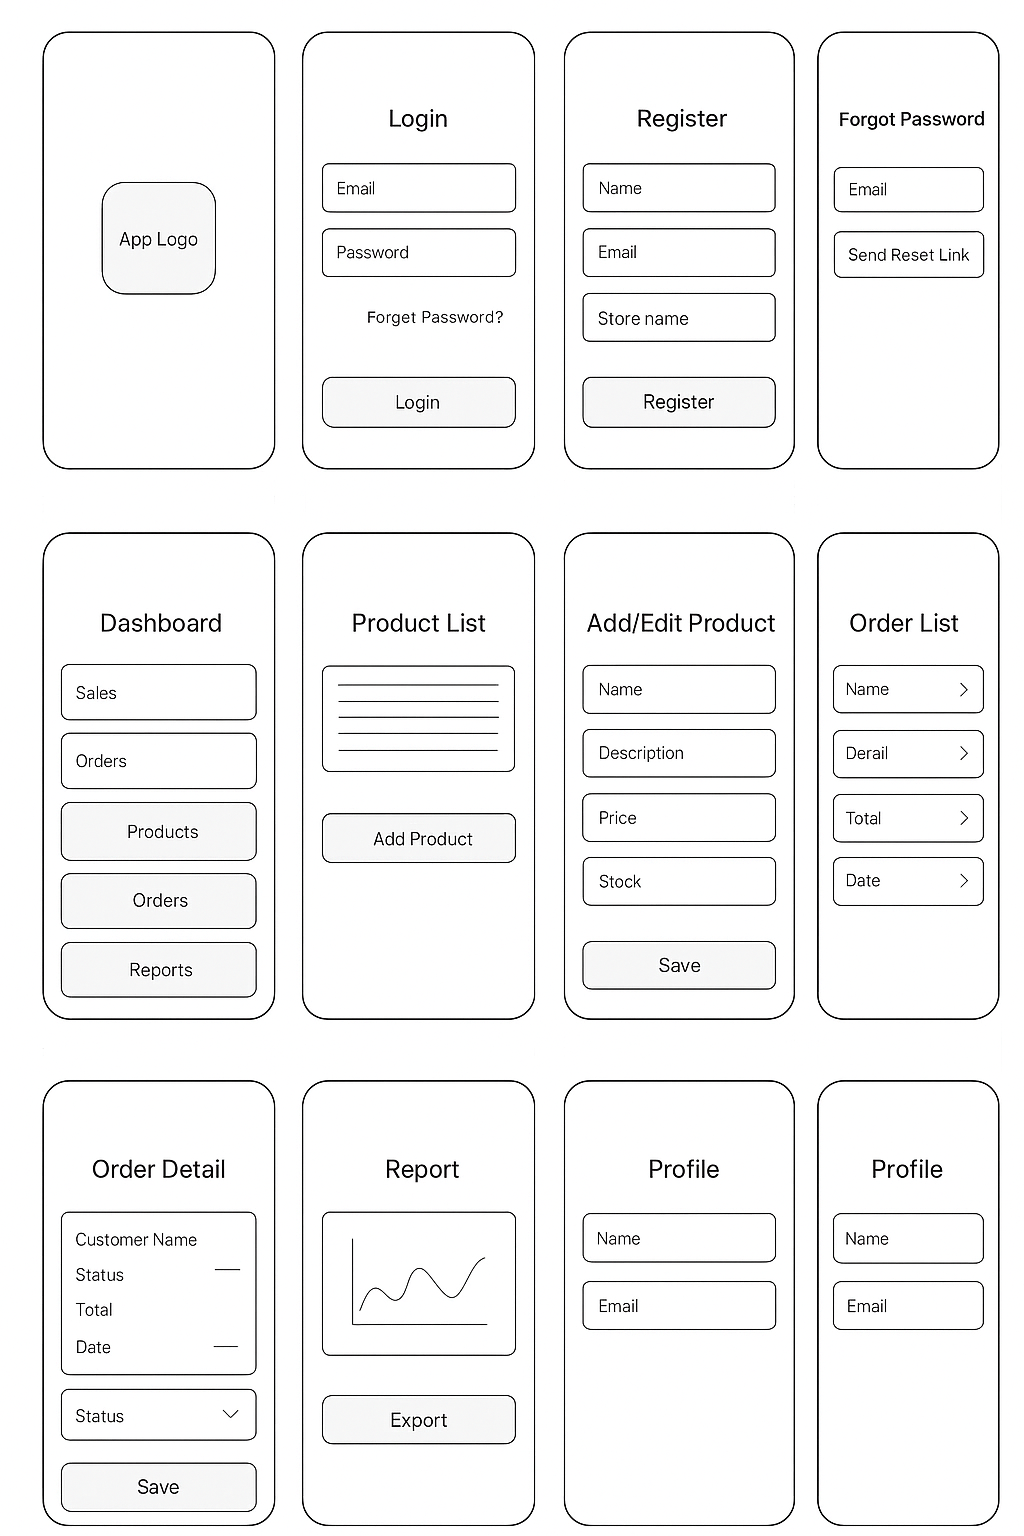 App Logo
Login
Email
Password
Forget Password?
Login
Register
Name
Email
Store name
Register
Forgot Password
Email
Send Reset Link
Dashboard
Sales
Orders
Products
Orders
Reports
Product List
Add Product
Add/Edit Product
Name
Description
Price
Stock
Save
Order List
Name
Derail
Total
Date
Order Detail
Customer Name
Status
Total
Date
Status
Save
Report
Export
Profile
Name
Email
Profile
Name
Email